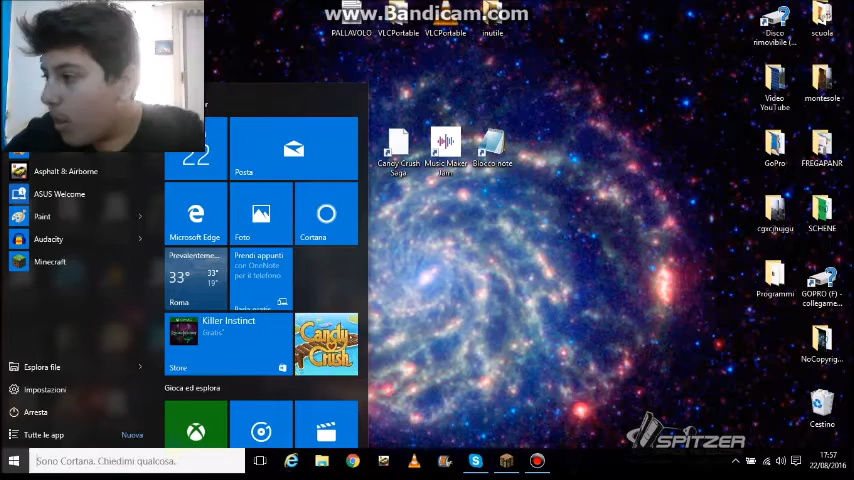 www.Bandicam.com
PALLAVOLO
VLCPortable
VLCPortable
inutile
Disco
rimovibile (...
scuola
Video
YouTube
montesole
GoPro
FREGAPANR
cgxcjhugu
SCHENE
Programmi
GOPRO (F) -
collegame...
NoCopyrig...
Cestino
Candy Crush
Saga
Music Maker
Jam
Blocco note
Asphalt 8: Airborne
ASUS Welcome
Paint
Audacity
Minecraft
Esplora file
Impostazioni
Arresta
Tutte le app
Nuova
22
Posta
Microsoft Edge
Foto
Cortana
Prevalenteme...
33°
33°
19°
Roma
Prendi appunti
con OneNote
per il telefono
Killer Instinct
Gratis
Store
Candy
Crush
Gioca ed esplora
SPITZER
Sono Cortana. Chiedimi qualcosa.
17:57
22/08/2016